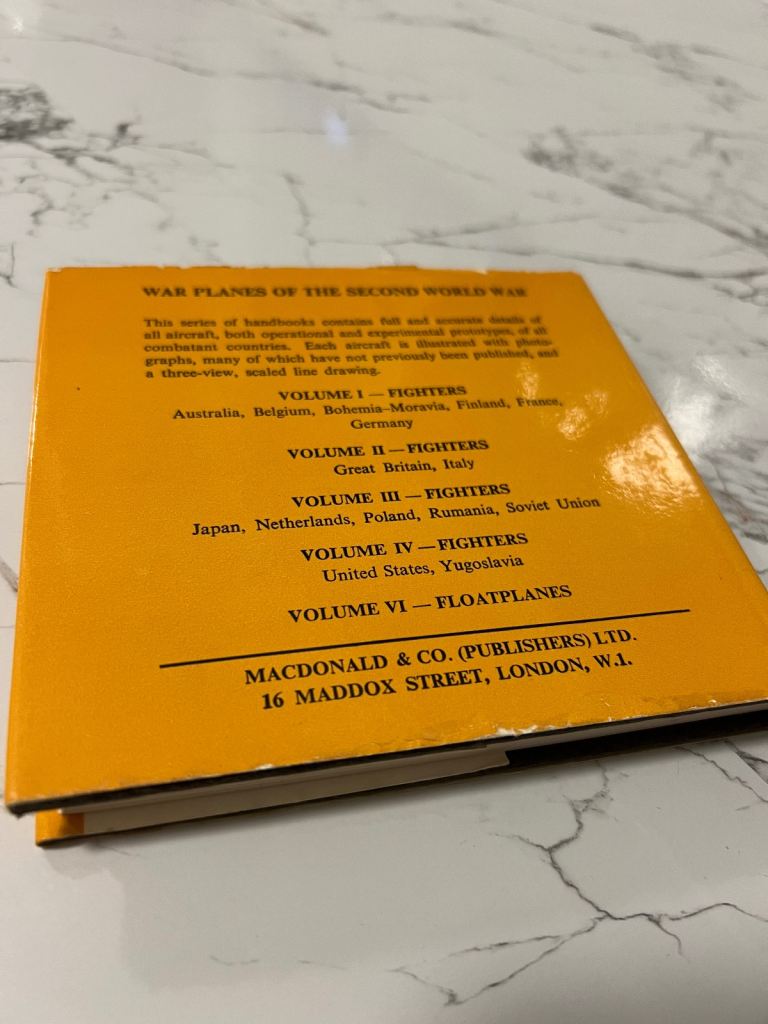 WAR PLANES OF THE SECOND WORLD WAR
This series of handbooks contains full and accurate details of
all aircraft, both operational and experimental prototypes, of all
combatant countries. Each aircraft is illustrated with photo-
graphs, many of which have not previously been published, and
a three-view, scaled line drawing.
VOLUME I — FIGHTERS
Australia, Belgium, Bohemia–Moravia, Finland, France,
Germany
VOLUME II — FIGHTERS
Great Britain, Italy
VOLUME III — FIGHTERS
Japan, Netherlands, Poland, Rumania, Soviet Union
VOLUME IV — FIGHTERS
United States, Yugoslavia
VOLUME VI — FLOATPLANES
MACDONALD & CO. (PUBLISHERS) LTD.
16 MADDOX STREET, LONDON, W.1.